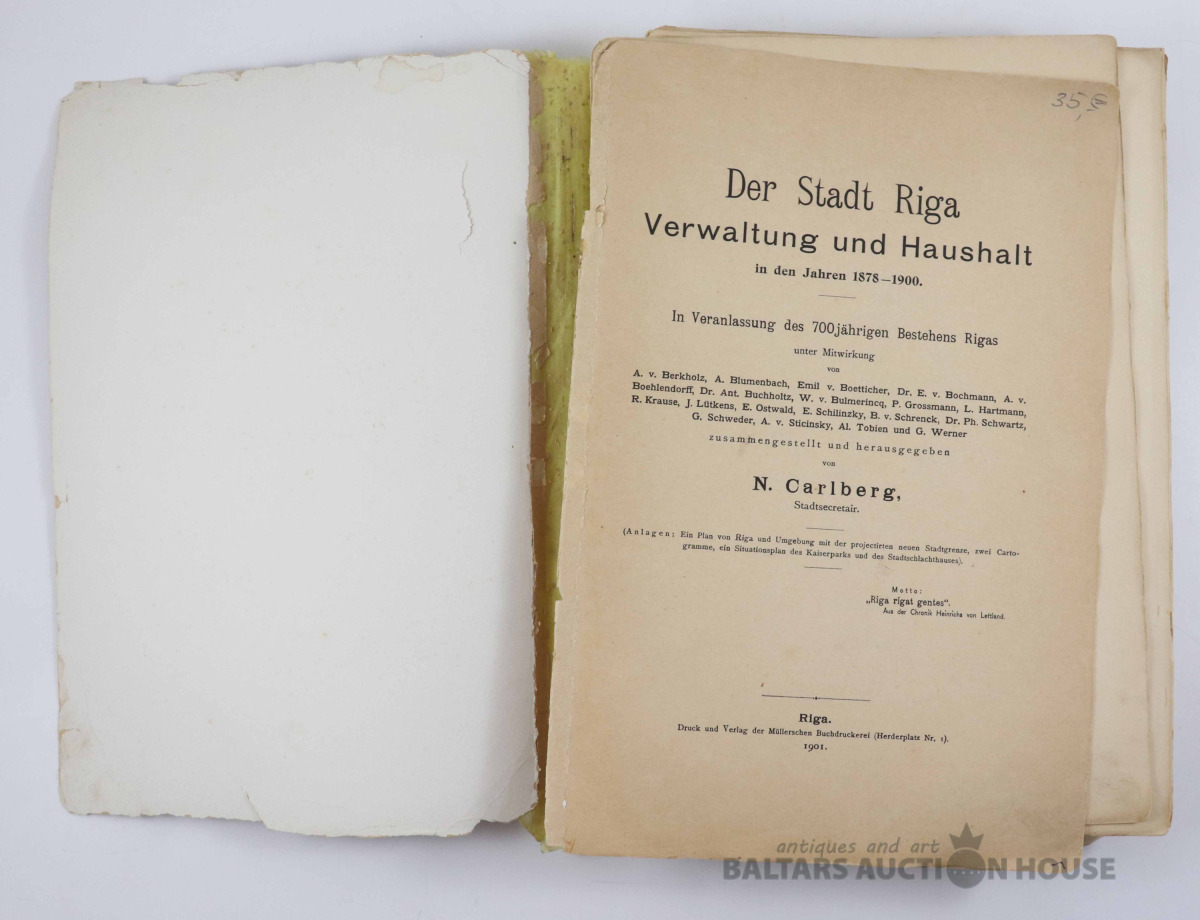 35,
Der Stadt Riga
Verwaltung und Haushalt
in den Jahren 1878—1900.
In Veranlassung des 700jährigen Bestehens Rigas
unter Mitwirkung
von
A. v. Berkholz, A. Blumenbach, Emil v. Boetticher, Dr. E. v. Bochmann, A. v.
Boehlendorff, Dr. Ant. Buchholtz, W. v. Bulmerincq, P. Grossmann, L. Hartmann,
R. Krause, J. Lütkens, E. Ostwald, E. Schilinzky, B. v. Schrenck, Dr. Ph. Schwartz,
G. Schweder, A. v. Sticinsky, Al. Tobien und G. Werner
zusammengestellt und herausgegeben
von
N. Carlberg,
Stadtsecretair.
(Anlagen: Ein Plan von Riga und Umgebung mit der projectirten neuen Stadtgrenze, zwei Carto-
gramme, ein Situationsplan des Kaiserparks und des Stadtschlachthauses).
Motto:
„Riga rigat gentes“.
Aus der Chronik Heinrichs von Lettland.
Riga.
Druck und Verlag der Müllerschen Buchdruckerei (Herderplatz Nr. 1).
1901.
antiques and art
BALTARS AUCTION HOUSE